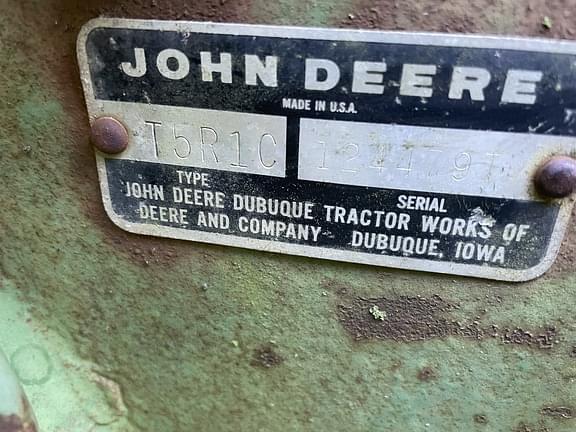 JOHN DEERE
MADE IN U.S.A.
T5R1C
TYPE SERIAL
JOHN DEERE DUBUQUE TRACTOR WORKS OF
DEERE AND COMPANY DUBUQUE, IOWA